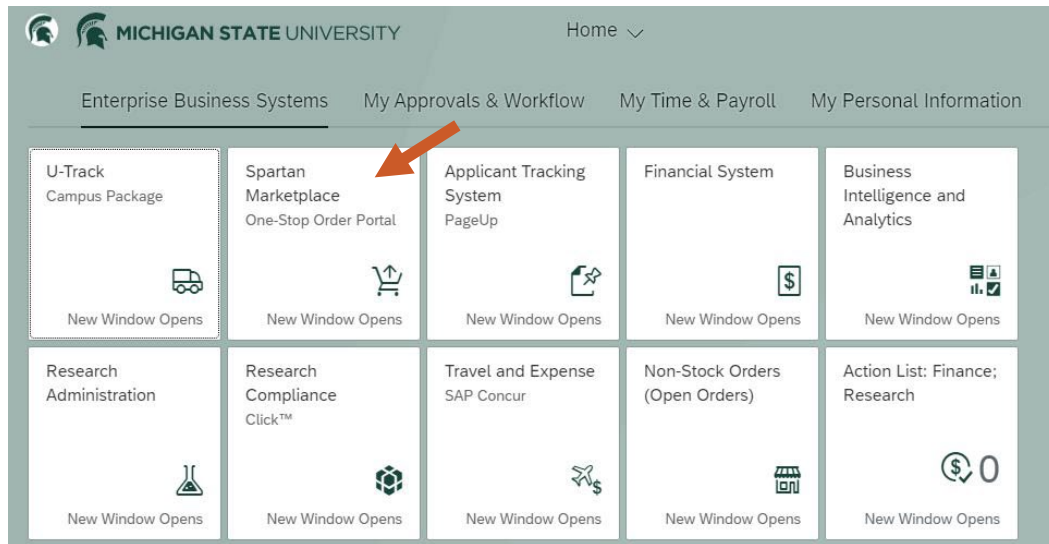 MICHIGAN STATE UNIVERSITY
Home
Enterprise Business Systems
My Approvals & Workflow
My Time & Payroll
My Personal Information
U-Track
Campus Package
New Window Opens
Spartan
Marketplace
One-Stop Order Portal
New Window Opens
Applicant Tracking
System
PageUp
New Window Opens
Financial System
$
New Window Opens
Business
Intelligence and
Analytics
New Window Opens
Research
Administration
New Window Opens
Research
Compliance
Click™
New Window Opens
Travel and Expense
SAP Concur
$
New Window Opens
Non-Stock Orders
(Open Orders)
New Window Opens
Action List: Finance;
Research
$ 0
New Window Opens